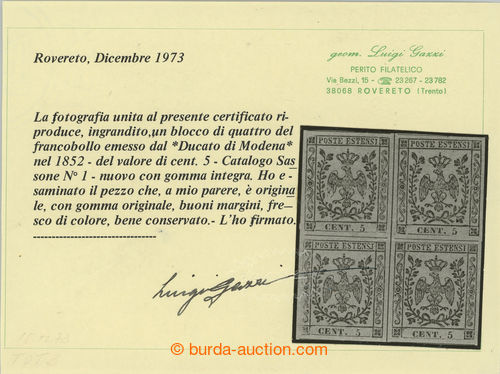 Rovereto, Dicembre 1973
geom. Luigi Gazzi
PERITO FILATELICO
Via Bezzi, 15 - ☎ 23267 - 23782
38068 ROVERETO (Trento)
La fotografia unita al presente certificato ri-
produce, ingrandito,un blocco di quattro del
francobollo emesso dal "Ducato di Modena"
nel 1852 - del valore di cent. 5 - Catalogo Sas
sone N° 1 - nuovo con gomma integra. Ho e-
saminato il pezzo che, a mio parere, è origina
le, con gomma originale, buoni margini, fre-
sco di colore, bene conservato.- L'ho firmato.
POSTE ESTENSI
POSTE ESTENSI
CENT. 5
CENT. 5
POSTE ESTENSI
POSTE ESTENSI
CENT. 5
CENT. 5
Luigi Gazzi
© burda-auction.com